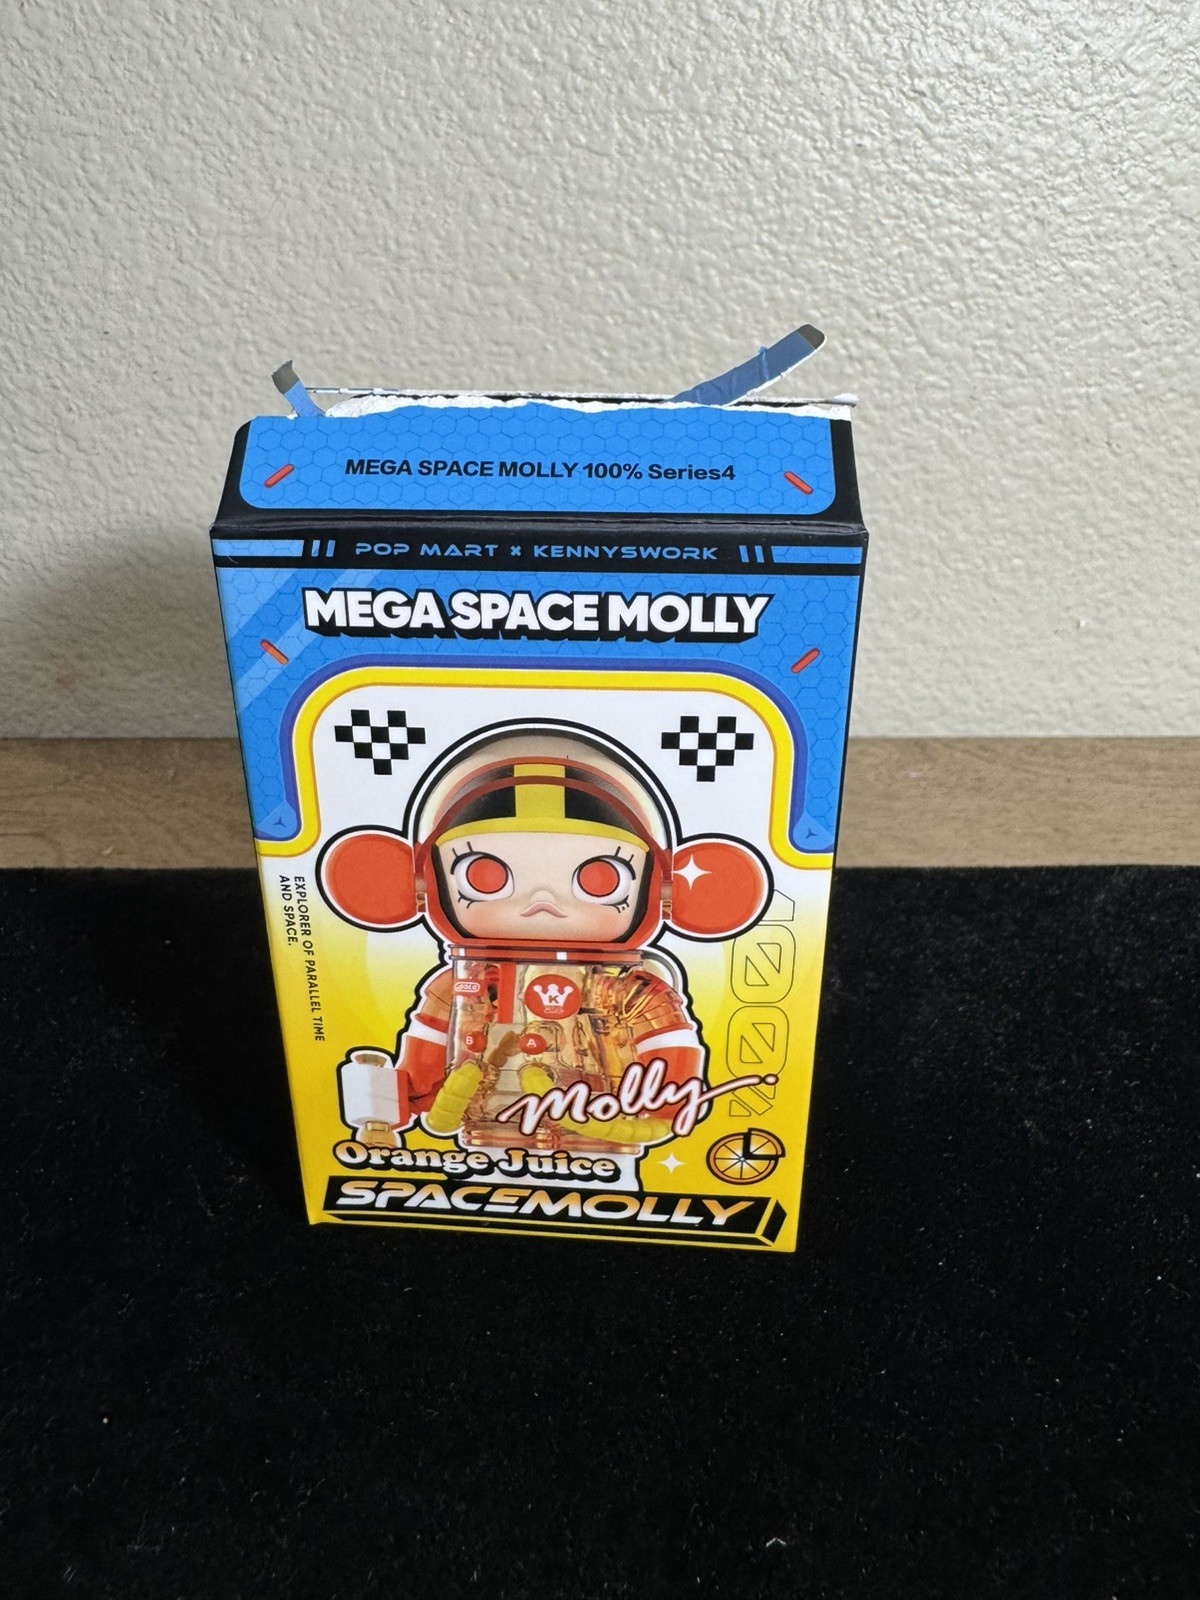 MEGA SPACE MOLLY 100% Series4
POP MART × KENNYSWORK
MEGA SPACE MOLLY
EXPLORER OF PARALLEL TIME
AND SPACE.
100%
K
B
A
Molly
Orange Juice
SPACEMOLLY